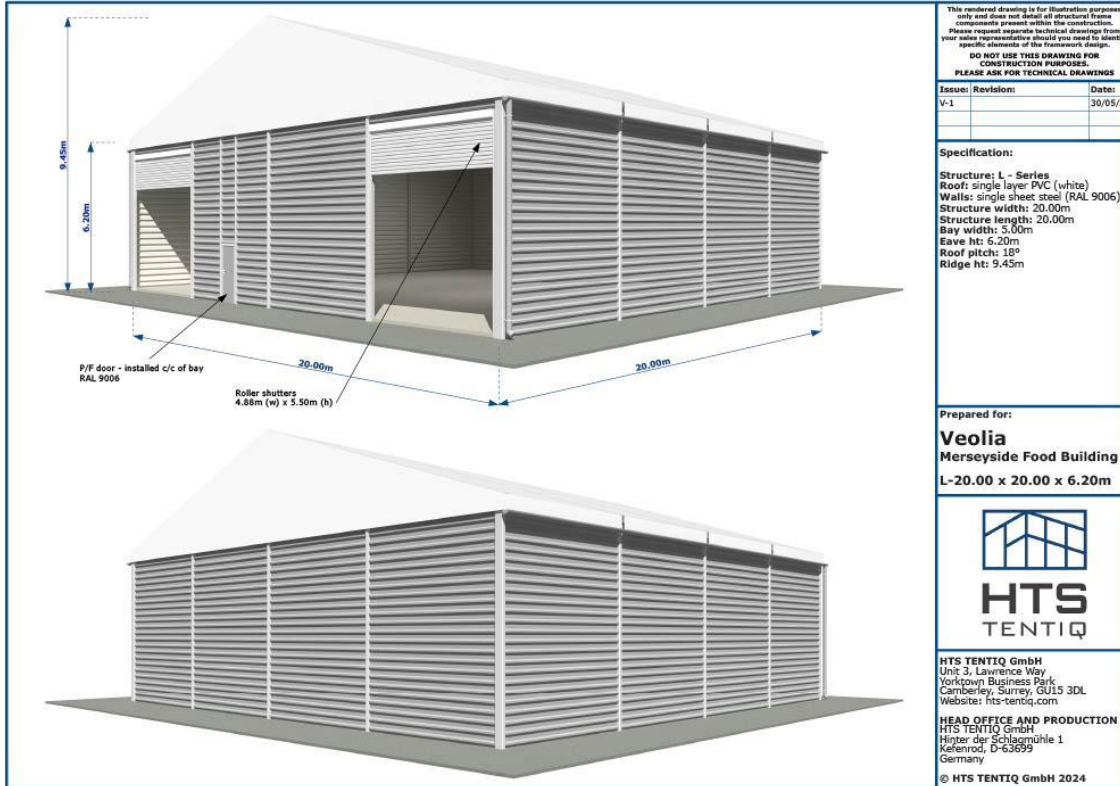 This rendered drawing is for illustration purposes
only and does not detail all structural frame
components present within the construction.
Please request separate technical drawings from
your sales representative should you need to identi
specific elements of the framework design.
DO NOT USE THIS DRAWING FOR
CONSTRUCTION PURPOSES.
PLEASE ASK FOR TECHNICAL DRAWINGS
Issue: Revision: Date:
V-1 30/05/
Specification:
Structure: L - Series
Roof: single layer PVC (white)
Walls: single sheet steel (RAL 9006)
Structure width: 20.00m
Structure length: 20.00m
Bay width: 5.00m
Eave ht: 6.20m
Roof pitch: 18º
Ridge ht: 9.45m
9.45m
6.20m
20.00m
20.00m
P/F door - installed c/c of bay
RAL 9006
Roller shutters
4.88m (w) x 5.50m (h)
Prepared for:
Veolia
Merseyside Food Building
L-20.00 x 20.00 x 6.20m
HTS
TENTIQ
HTS TENTIQ GmbH
Unit 3, Lawrence Way
Yorktown Business Park
Camberley, Surrey, GU15 3DL
Website: hts-tentiq.com
HEAD OFFICE AND PRODUCTION
HTS TENTIQ GmbH
Hinter der Schlagmühle 1
Kefenrod, D-63699
Germany
© HTS TENTIQ GmbH 2024